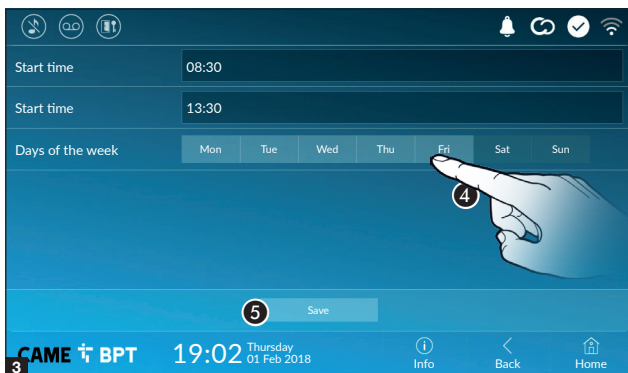 Start time 08:30
Start time 13:30
Days of the week Mon Tue Wed Thu Fri Sat Sun
4
5 Save
CAME BPT 19:02 Thursday 01 Feb 2018 Info Back Home
3